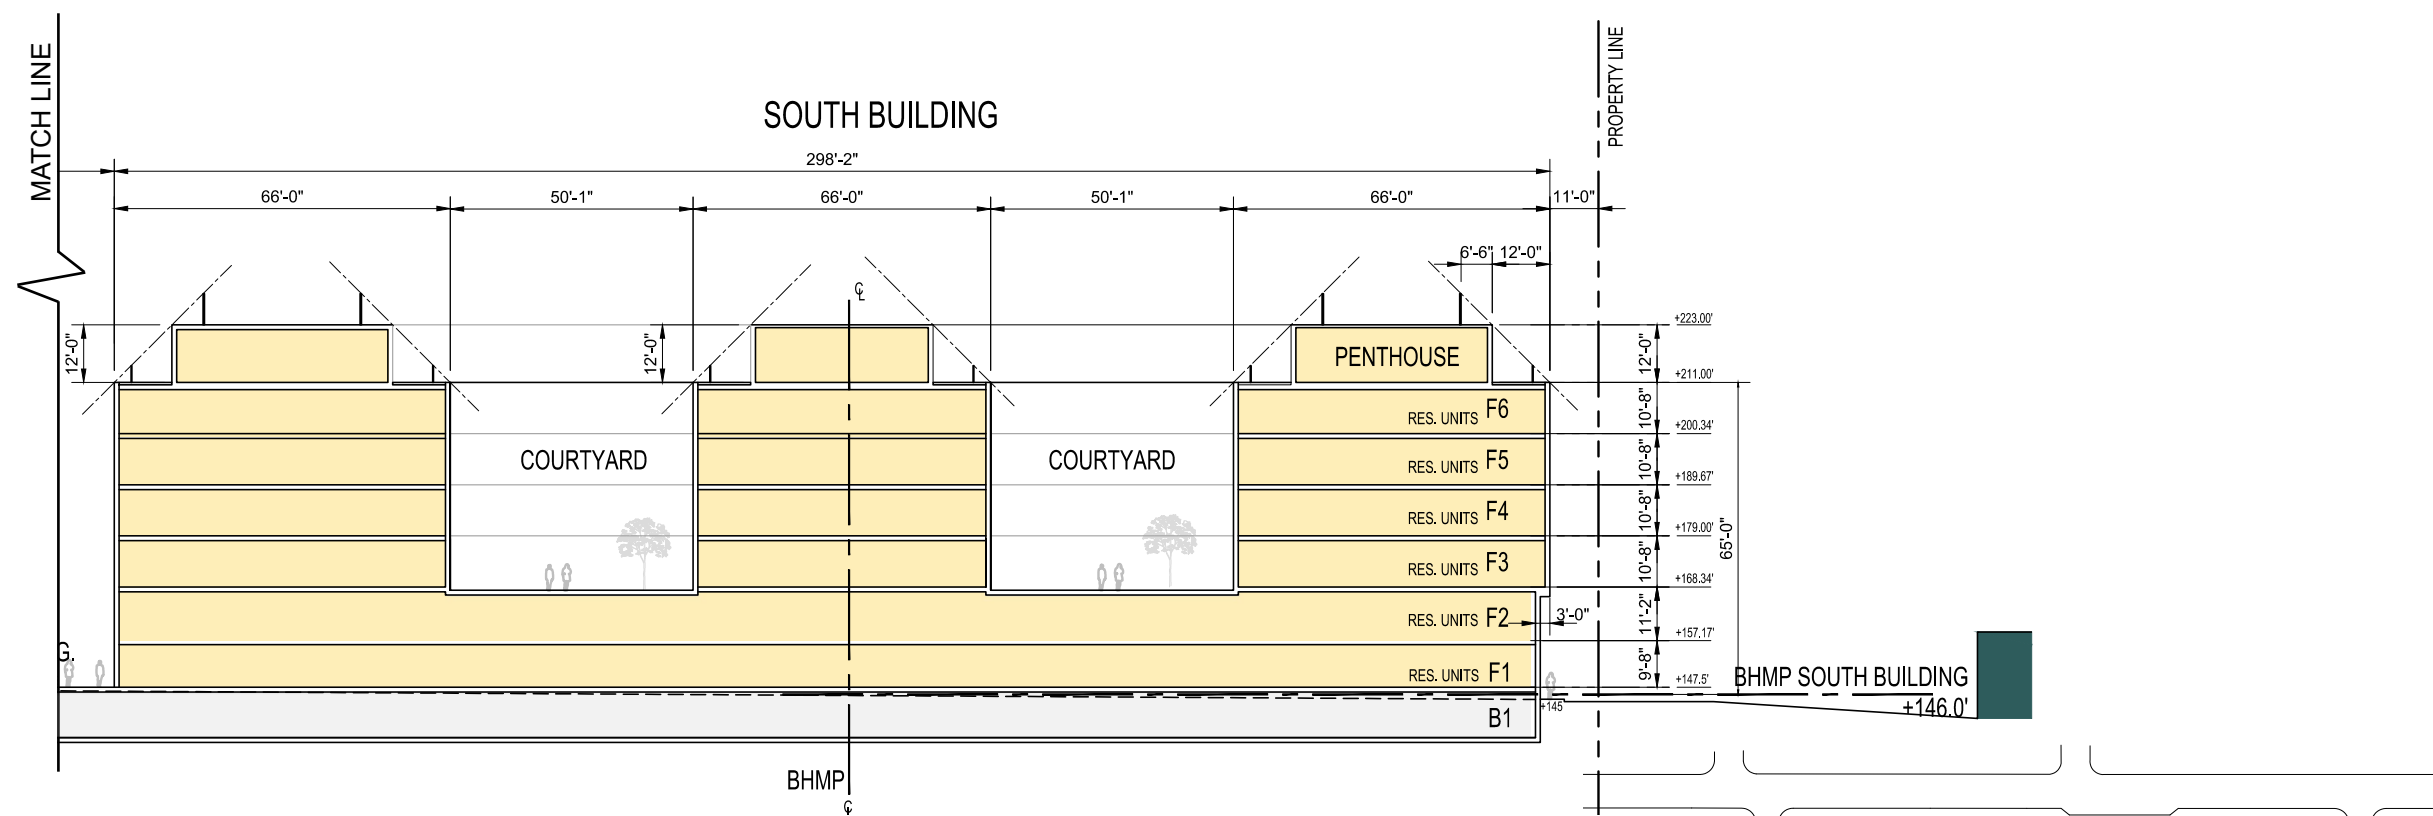 MATCH LINE
PROPERTY LINE
SOUTH BUILDING
298'-2"
66'-0"
50'-1"
66'-0"
50'-1"
66'-0"
11'-0"
6'-6"
12'-0"
℄
12'-0"
12'-0"
PENTHOUSE
+223.00'
12'-0"
+211.00'
RES. UNITS F6
10'-8"
+200.34'
COURTYARD
COURTYARD
RES. UNITS F5
10'-8"
+189.67'
RES. UNITS F4
10'-8"
+179.00'
65'-0"
RES. UNITS F3
10'-8"
+168.34'
RES. UNITS F2
3'-0"
11'-2"
+157.17'
G.
RES. UNITS F1
9'-8"
+147.5'
BHMP SOUTH BUILDING
+146.0'
+145'
B1
BHMP
℄